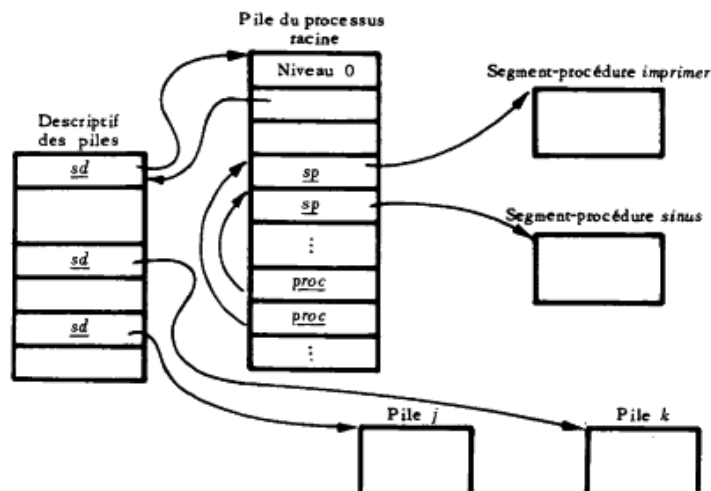 Pile du processus
racine
Niveau 0
Segment-procédure imprimer
Descriptif
des piles
sd
sp
sp
Segment-procédure sinus
⋮
sd
proc
proc
sd
⋮
Pile j
Pile k